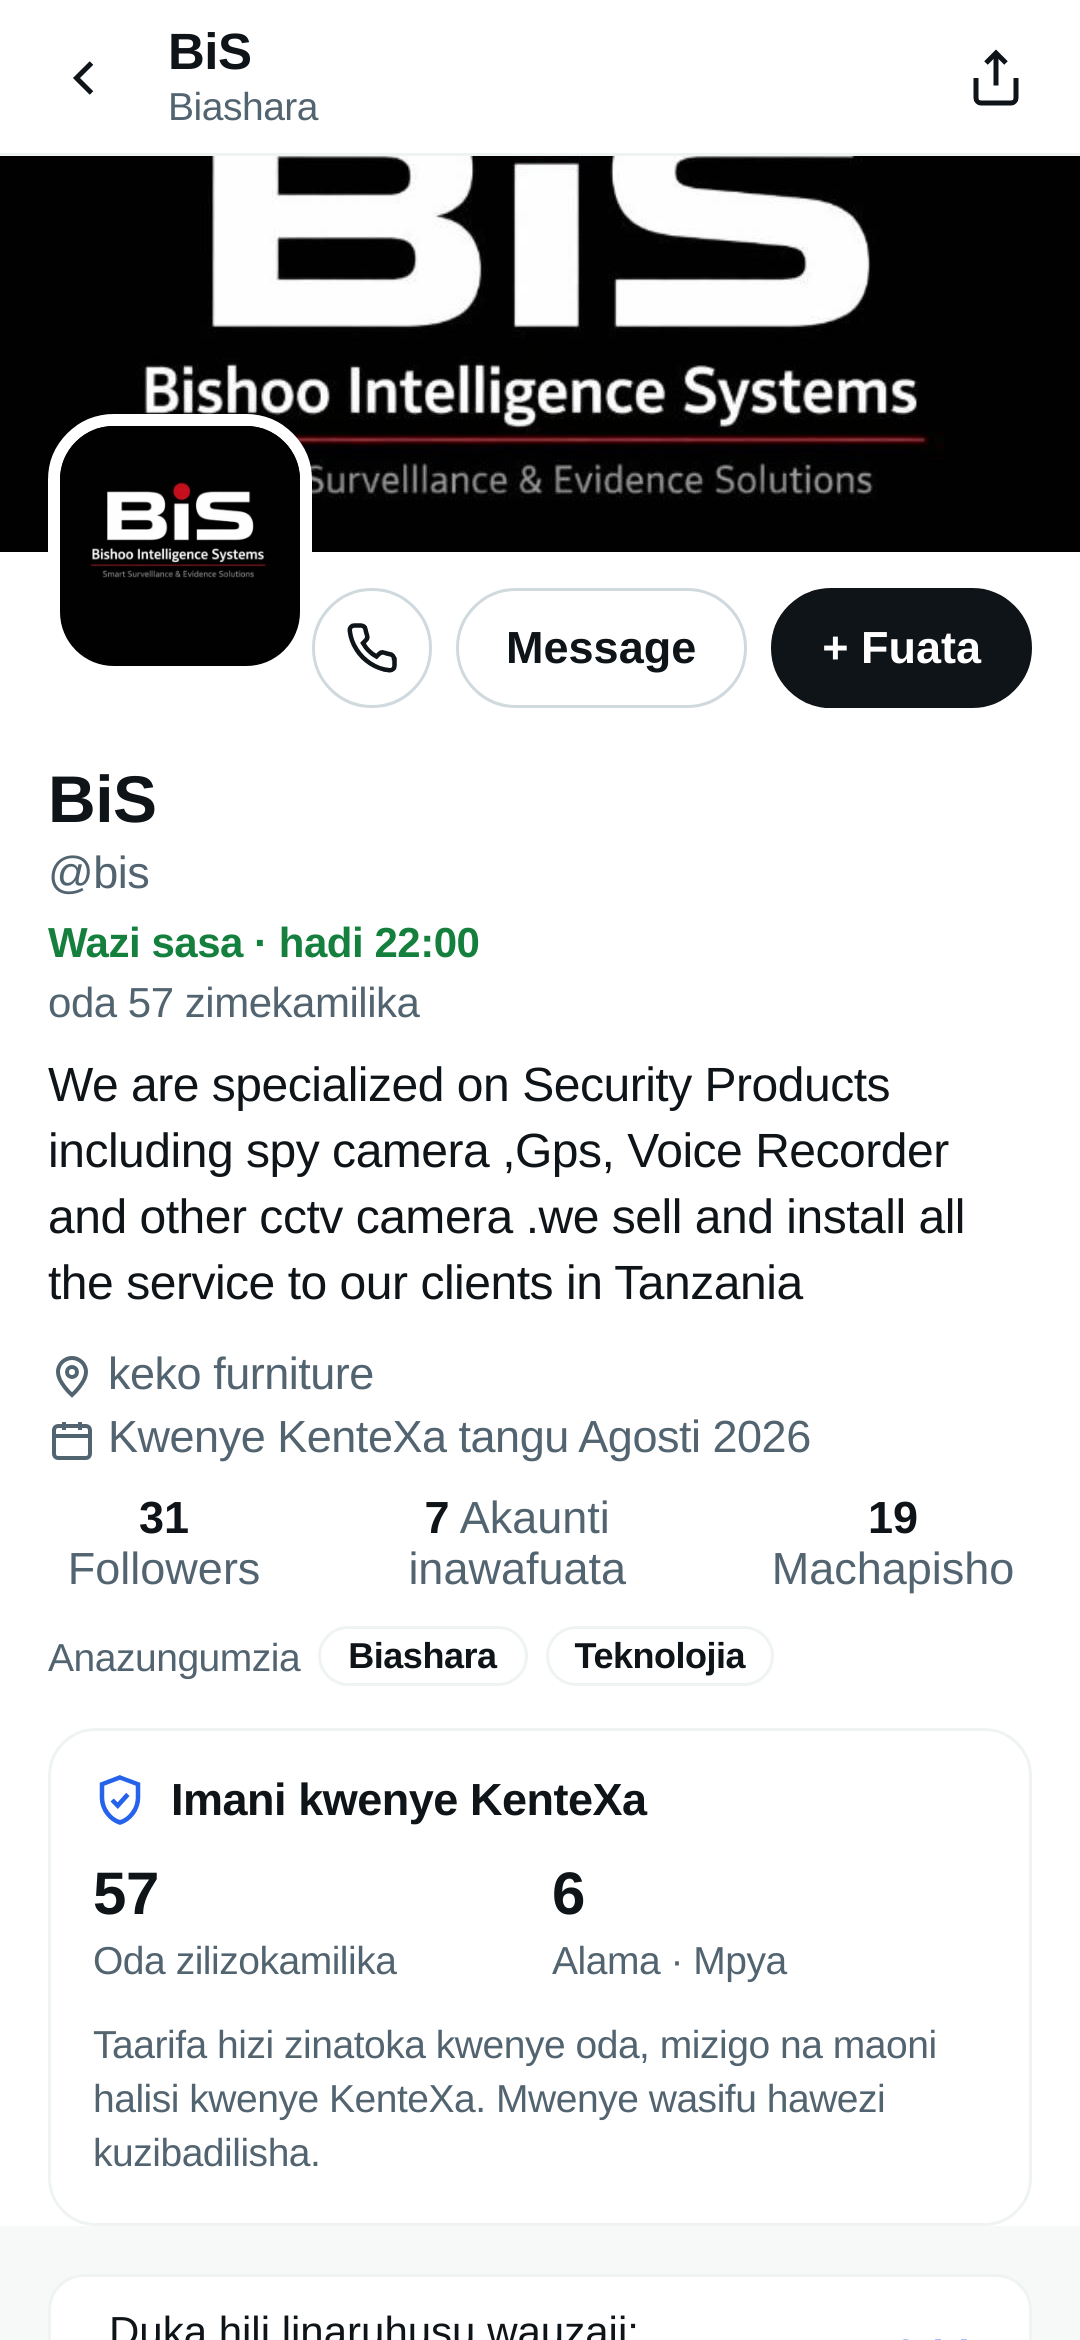 BiS
Biashara
BiS
Bishoo Intelligence Systems
Survelllance & Evidence Solutions
BiS
Bishoo Intelligence Systems
Smart Survelllance & Evidence Solutions
Message
+ Fuata
BiS
@bis
Wazi sasa · hadi 22:00
oda 57 zimekamilika
We are specialized on Security Products
including spy camera ,Gps, Voice Recorder
and other cctv camera .we sell and install all
the service to our clients in Tanzania
keko furniture
Kwenye KenteXa tangu Agosti 2026
31
Followers
7 Akaunti
inawafuata
19
Machapisho
Anazungumzia
Biashara
Teknolojia
Imani kwenye KenteXa
57
Oda zilizokamilika
6
Alama · Mpya
Taarifa hizi zinatoka kwenye oda, mizigo na maoni
halisi kwenye KenteXa. Mwenye wasifu hawezi
kuzibadilisha.
Duka hili linaruhusu wauzaji: